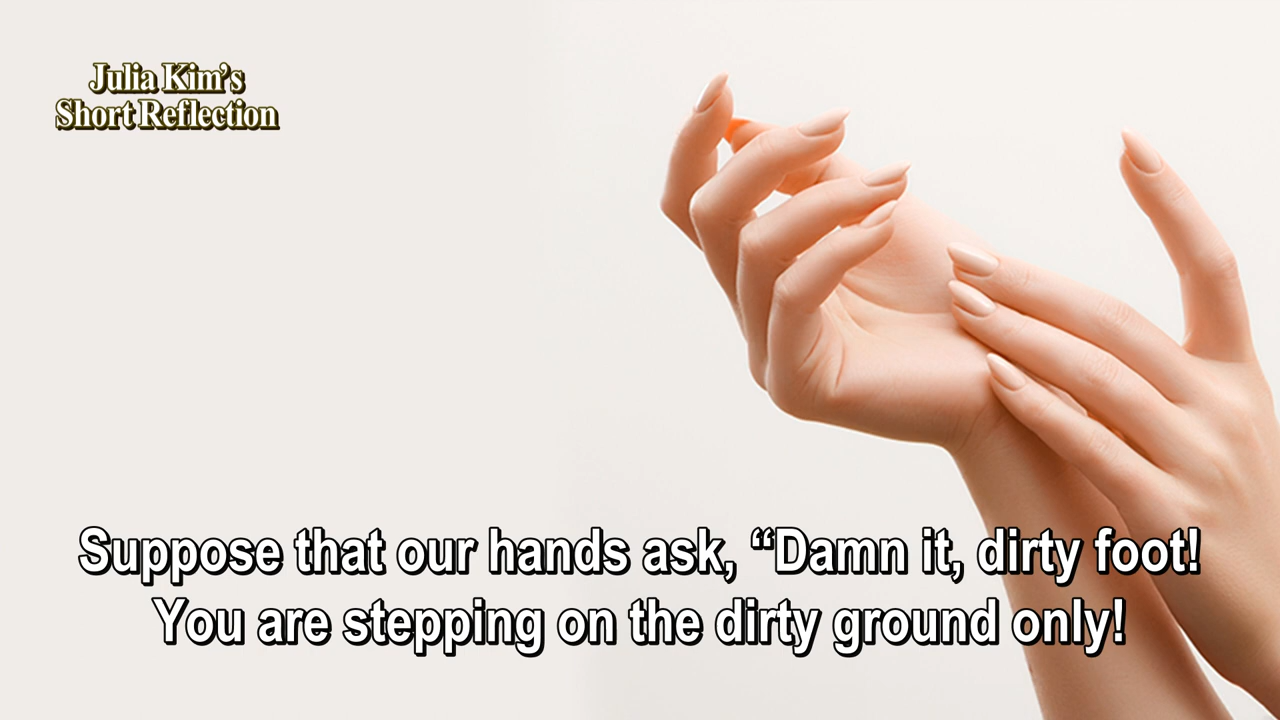 Julia Kim's
Short Reflection
Suppose that our hands ask, “Damn it, dirty foot!
You are stepping on the dirty ground only!